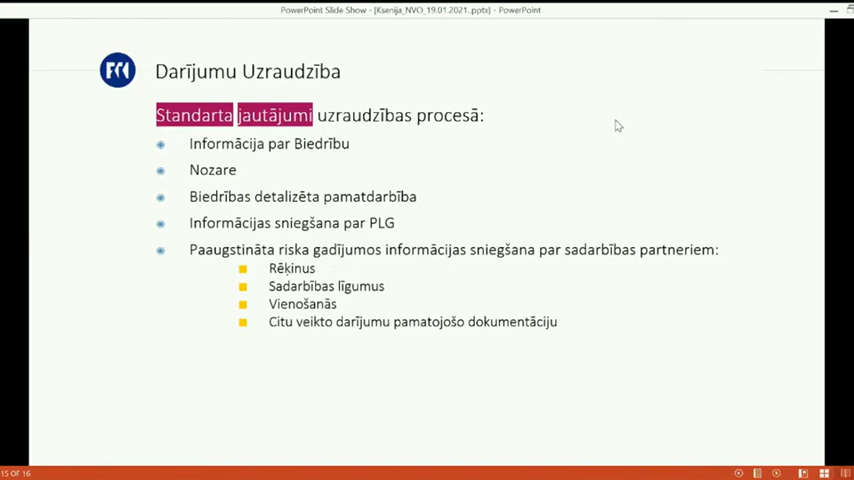 PowerPoint Slide Show - [Ksenija_NVO_19.01.2021.pptx] - PowerPoint
Darījumu Uzraudzība
Standarta jautājumi uzraudzības procesā:
Informācija par Biedrību
Nozare
Biedrības detalizēta pamatdarbība
Informācijas sniegšana par PLG
Paaugstināta riska gadījumos informācijas sniegšana par sadarbības partneriem:
Rēķinus
Sadarbības līgumus
Vienošanās
Citu veikto darījumu pamatojošo dokumentāciju
15 OF 16